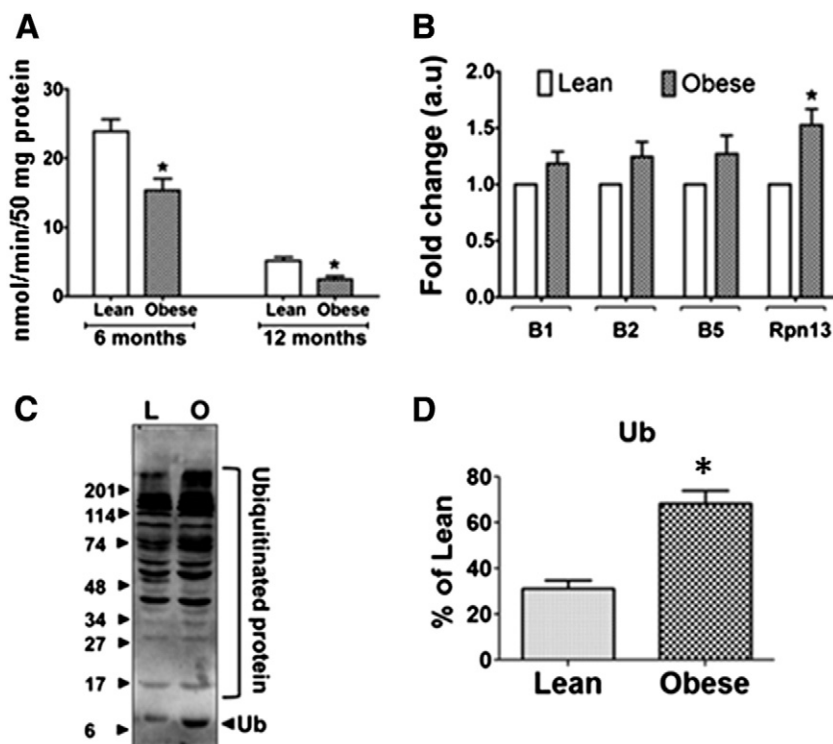 A
nmol/min/50 mg protein
30
20
10
0
*
*
Lean Obese Lean Obese
6 months 12 months
B
Fold change (a.u)
2.0
1.5
1.0
0.5
0.0
Lean Obese
*
B1 B2 B5 Rpn13
C
L O
201
114
74
48
34
27
17
6
Ubiquitinated protein
Ub
D
Ub
% of Lean
80
60
40
20
0
*
Lean Obese